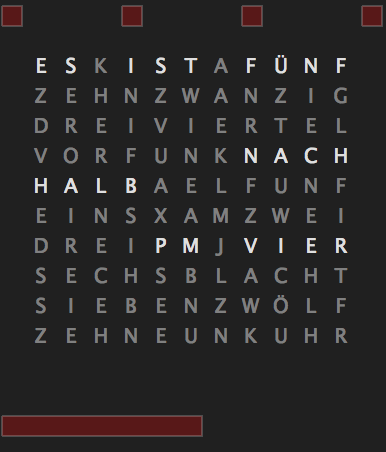 ESKISTAFÜNF
ZEHNZWANZIG
DREIVIERTEL
VORFUNKNACH
HALBAELFUNF
EINSXAMZWEI
DREIPMJVIER
SECHSBLACHT
SIEBENZWÖLF
ZEHNEUNKUHR